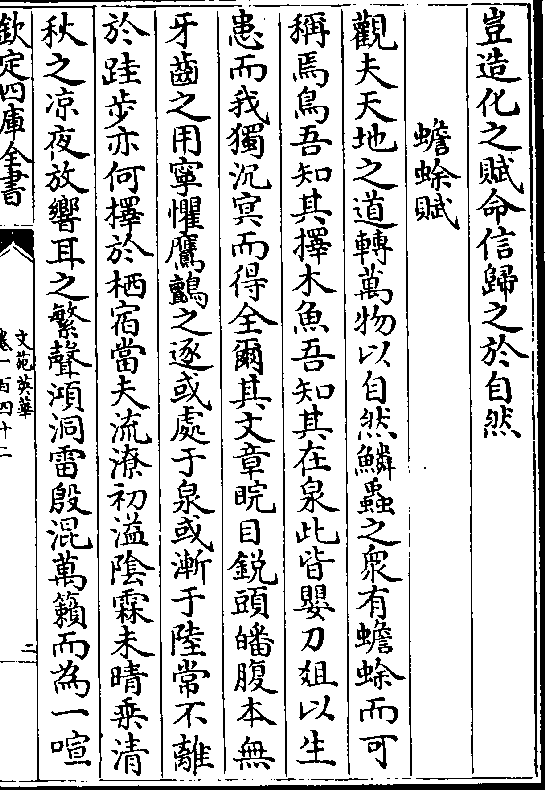 豈造化之賦命信歸之於自然
蟾蜍賦
觀夫天地之道轉萬物以自然鱗蟲之衆有蟾蜍而可
稱焉鳥吾知其擇木魚吾知其在泉此皆嬰刀俎以生
患而我獨沉冥而得全爾其文章睆目銳頭皤腹本無
牙齒之用寧懼鷹鸇之逐或處于泉或漸于陸常不離
於跬步亦何擇於栖宿當夫流潦初溢陰霖未晴乗清
秋之凉夜放響耳之繁聲澒洞雷殷混萬籟而為一喧
欽定四庫全書
文苑英華
卷一百四十二
二